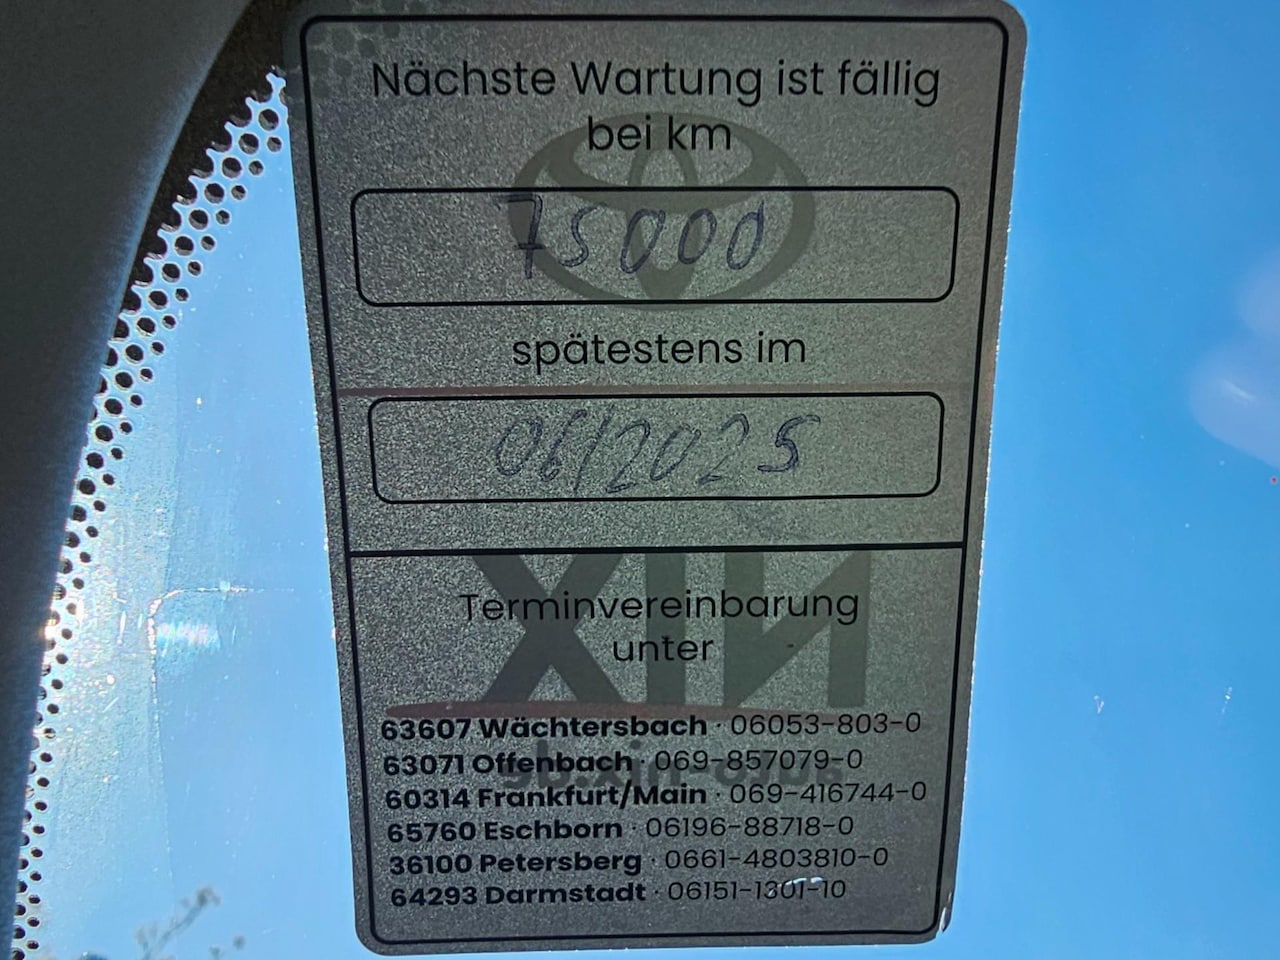 Nächste Wartung ist fällig
bei km
75000
spätestens im
06/2025
Terminvereinbarung
unter
63607 Wächtersbach · 06053-803-0
63071 Offenbach · 069-857079-0
60314 Frankfurt/Main · 069-416744-0
65760 Eschborn · 06196-88718-0
36100 Petersberg · 0661-4803810-0
64293 Darmstadt · 06151-1301-10
NIX